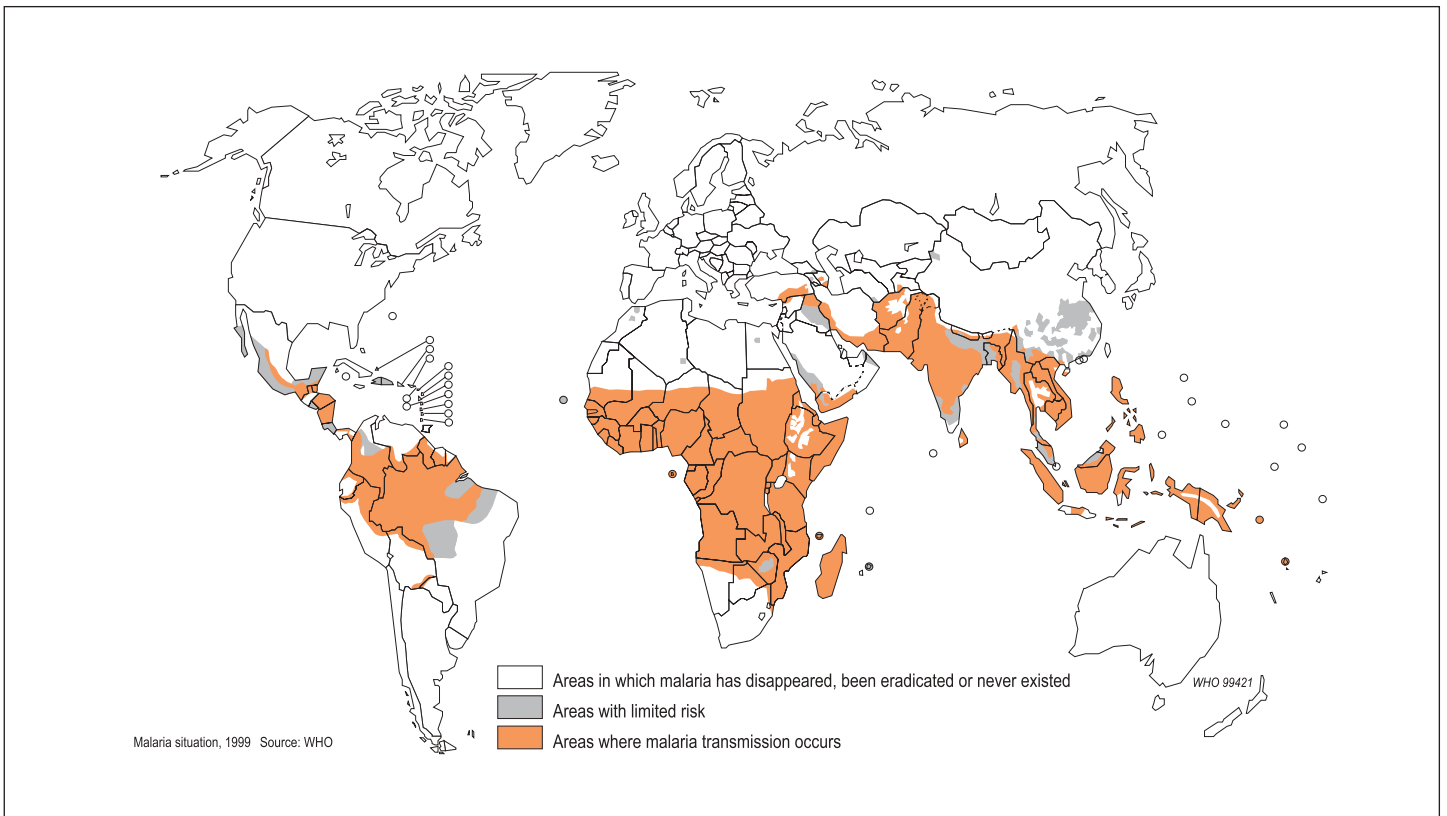 Areas in which malaria has disappeared, been eradicated or never existed
WHO 99421
Areas with limited risk
Malaria situation, 1999 Source: WHO
Areas where malaria transmission occurs